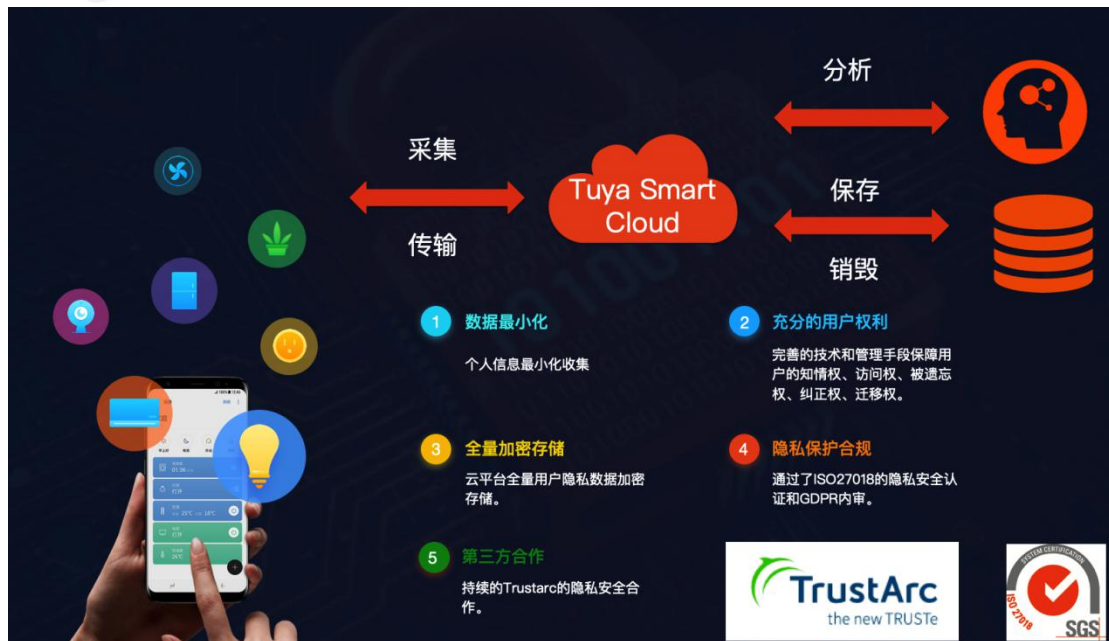 分析
采集
Tuya Smart
Cloud
保存
传输
销毁
1 数据最小化
个人信息最小化收集
2 充分的用户权利
完善的技术和管理手段保障用
户的知情权、访问权、被遗忘
权、纠正权、迁移权。
3 全量加密存储
云平台全量用户隐私数据加密
存储。
4 隐私保护合规
通过了ISO27018的隐私安全认
证和GDPR内审。
5 第三方合作
持续的Trustarc的隐私安全合
作。
TrustArc
the new TRUSTe
SYSTEM CERTIFICATION
ISO 27018
SGS
打开
打开